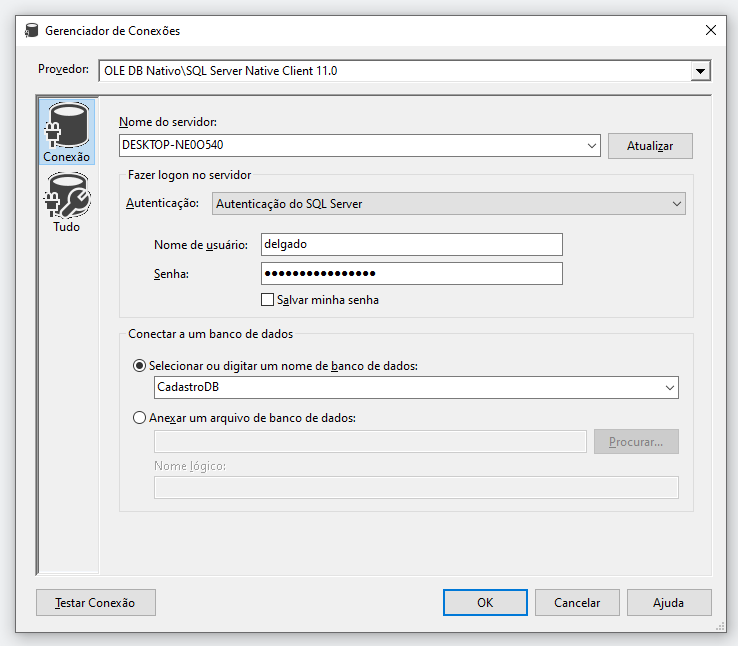 Gerenciador de Conexões
Provedor: OLE DB Nativo\SQL Server Native Client 11.0
Conexão
Tudo
Nome do servidor:
DESKTOP-NE0O540 Atualizar
Fazer logon no servidor
Autenticação: Autenticação do SQL Server
Nome de usuário: delgado
Senha: ●●●●●●●●●●●●●●●●
Salvar minha senha
Conectar a um banco de dados
Selecionar ou digitar um nome de banco de dados:
CadastroDB
Anexar um arquivo de banco de dados:
Procurar...
Nome lógico:
Testar Conexão OK Cancelar Ajuda